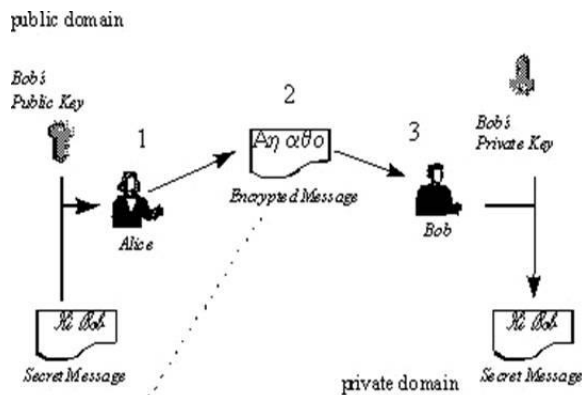 public domain
Bob's
Public Key
1
2
3
Bob's
Private Key
Αη αθο
Encrypted Message
Alice
Bob
Hi Bob
Secret Message
private domain
Hi Bob
Secret Message